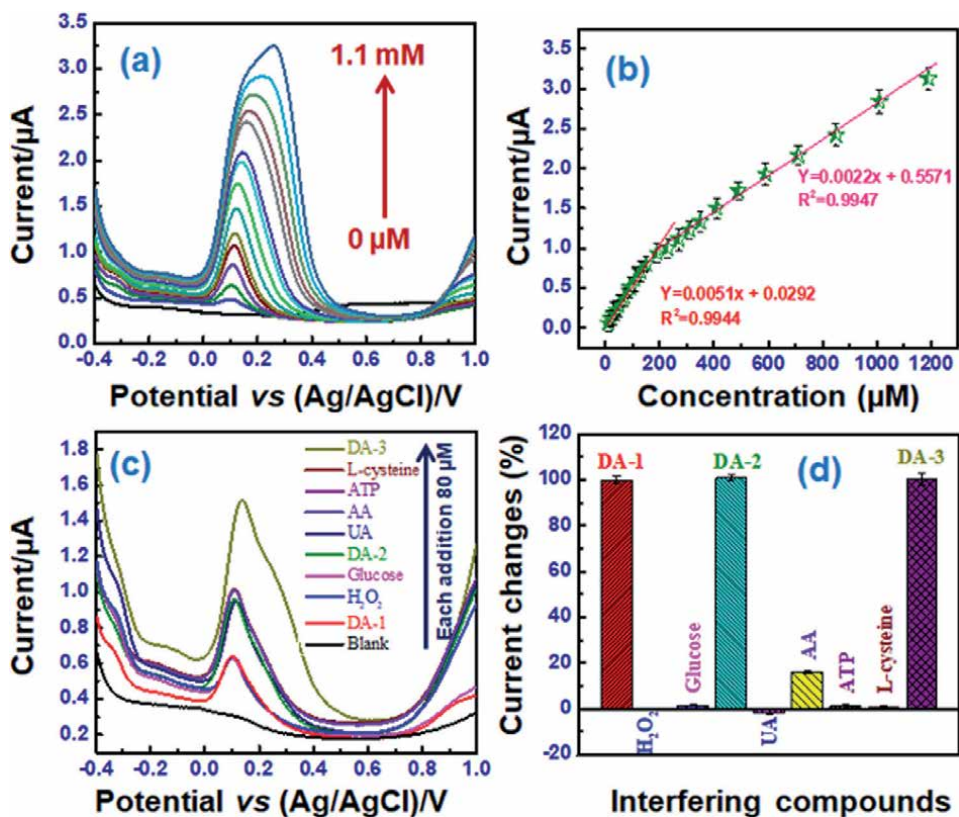 (a)
1.1 mM
0 µM
Current/µA
3.5
3.0
2.5
2.0
1.5
1.0
0.5
0.0
-0.4 -0.2 0.0 0.2 0.4 0.6 0.8 1.0
Potential vs (Ag/AgCl)/V
(b)
Current/µA
3.5
3.0
2.5
2.0
1.5
1.0
0.5
0.0
Y=0.0022x + 0.5571
R²=0.9947
Y=0.0051x + 0.0292
R²=0.9944
0 200 400 600 800 1000 1200
Concentration (µM)
(c)
Current/µA
1.8
1.6
1.4
1.2
1.0
0.8
0.6
0.4
0.2
DA-3
L-cysteine
ATP
AA
UA
DA-2
Glucose
H₂O₂
DA-1
Blank
Each addition 80 µM
-0.4 -0.2 0.0 0.2 0.4 0.6 0.8 1.0
Potential vs (Ag/AgCl)/V
(d)
Current changes (%)
120
100
80
60
40
20
0
-20
DA-1
H₂O₂
Glucose
DA-2
UA
AA
ATP
L-cysteine
DA-3
Interfering compounds